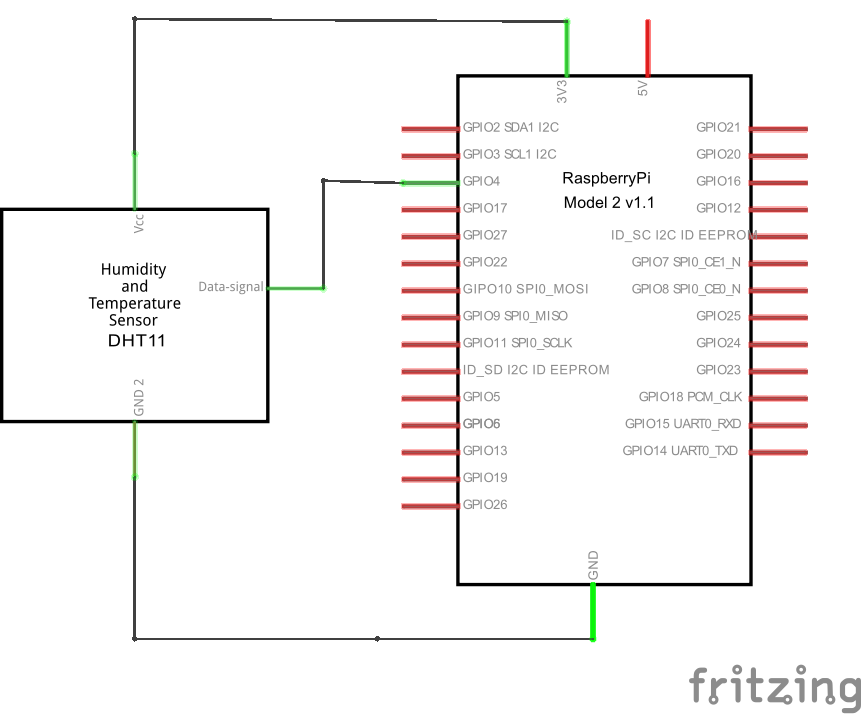 3V3
5V
GPIO2 SDA1 I2C
GPIO3 SCL1 I2C
GPIO4
GPIO17
GPIO27
GPIO22
GIPO10 SPI0_MOSI
GPIO9 SPI0_MISO
GPIO11 SPI0_SCLK
ID_SD I2C ID EEPROM
GPIO5
GPIO6
GPIO13
GPIO19
GPIO26
RaspberryPi
Model 2 v1.1
GPIO21
GPIO20
GPIO16
GPIO12
ID_SC I2C ID EEPROM
GPIO7 SPI0_CE1_N
GPIO8 SPI0_CE0_N
GPIO25
GPIO24
GPIO23
GPIO18 PCM_CLK
GPIO15 UART0_RXD
GPIO14 UART0_TXD
GND
Vcc
Humidity
and
Temperature
Sensor
DHT11
Data-signal
GND 2
fritzing